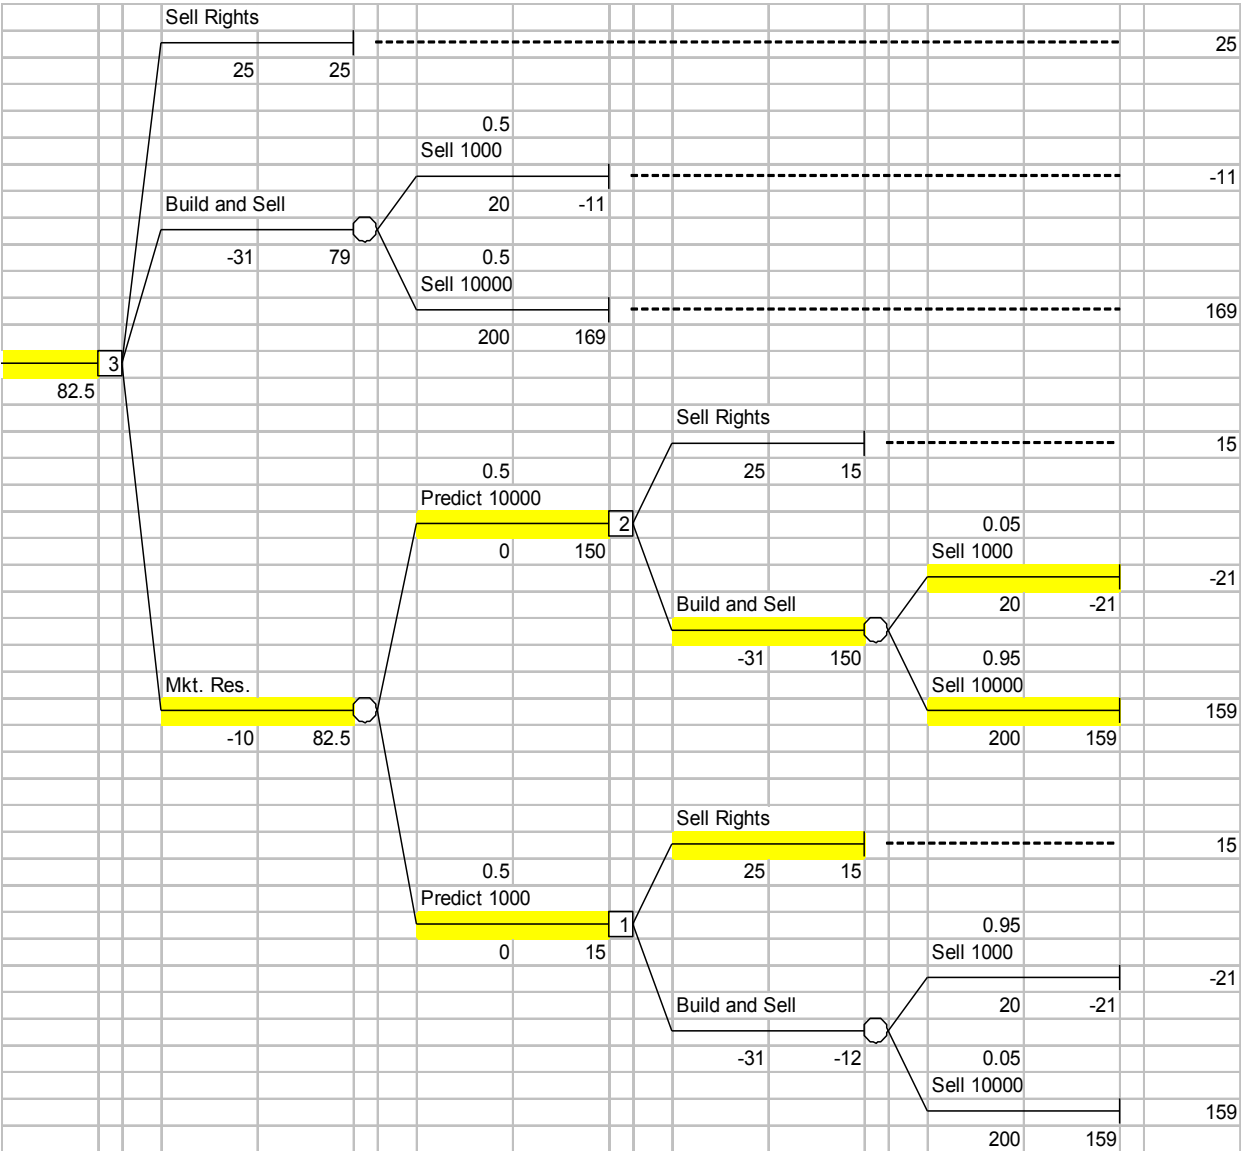 Sell Rights
25
25 25
0.5
Sell 1000
-11
Build and Sell 20 -11
-31 79 0.5
Sell 10000
169
200 169
3
82.5
Sell Rights
15
0.5 25 15
Predict 10000
2 0.05
0 150 Sell 1000
-21
Build and Sell 20 -21
-31 150 0.95
Mkt. Res. Sell 10000
159
-10 82.5 200 159
Sell Rights
15
0.5 25 15
Predict 1000
1 0.95
0 15 Sell 1000
-21
Build and Sell 20 -21
-31 -12 0.05
Sell 10000
159
200 159